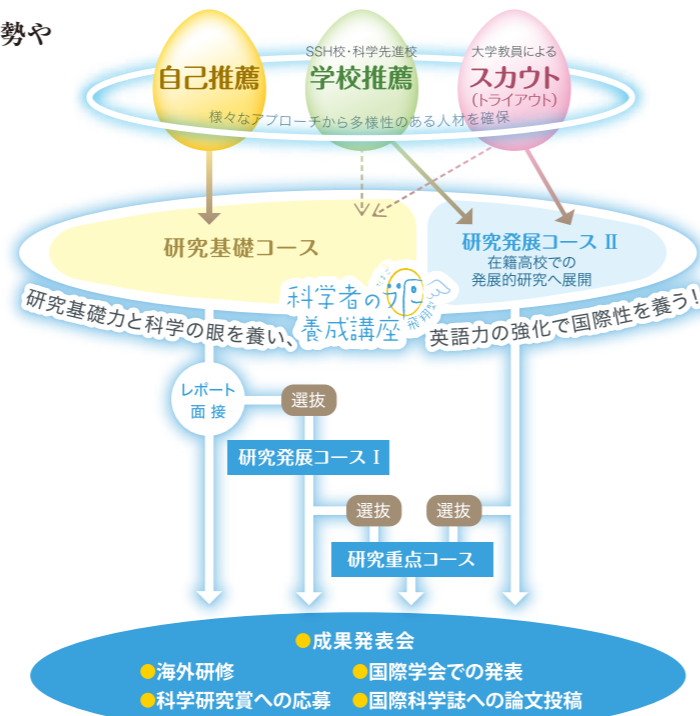 勢や
自己推薦
SSH校・科学先進校
学校推薦
大学教員による
スカウト
(トライアウト)
様々なアプローチから多様性のある人材を確保
研究基礎コース
研究発展コース II
在籍高校での
発展的研究へ展開
科学者の卵
たまご
養成講座
飛翔型
研究基礎力と科学の眼を養い、
英語力の強化で国際性を養う!
レポート
面接
選抜
研究発展コース I
選抜
選抜
研究重点コース
●成果発表会
●海外研修
●国際学会での発表
●科学研究賞への応募
●国際科学誌への論文投稿